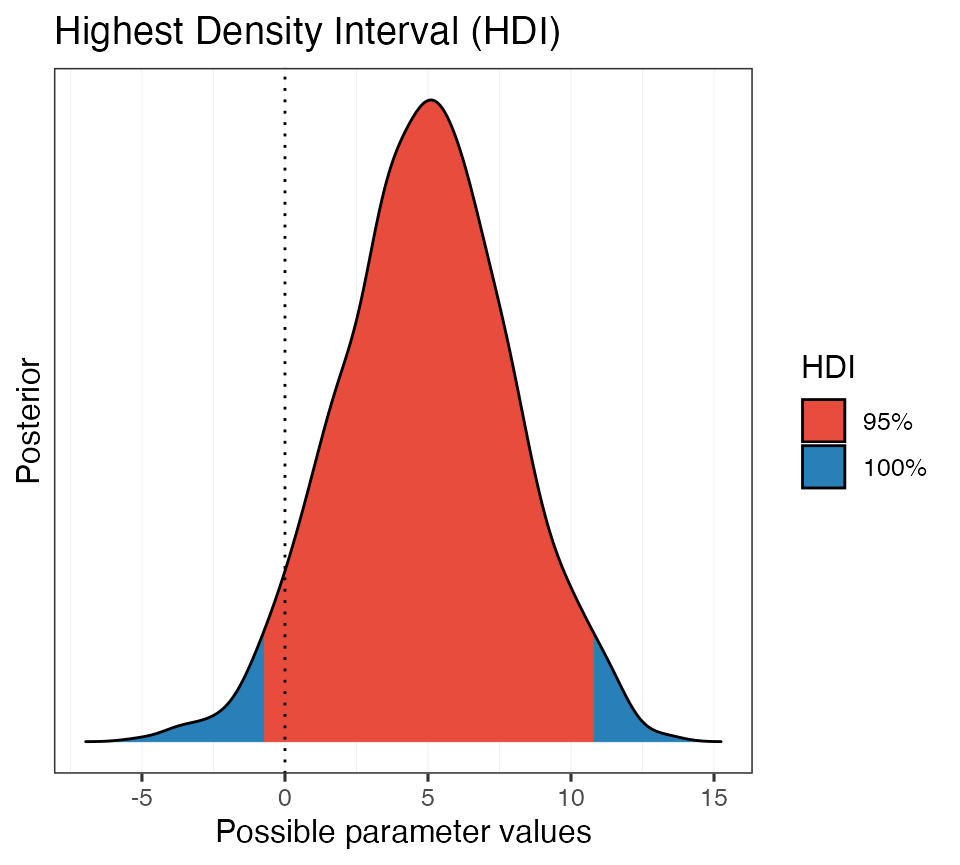 Highest Density Interval (HDI)
Posterior
HDI
95%
100%
-5 0 5 10 15
Possible parameter values